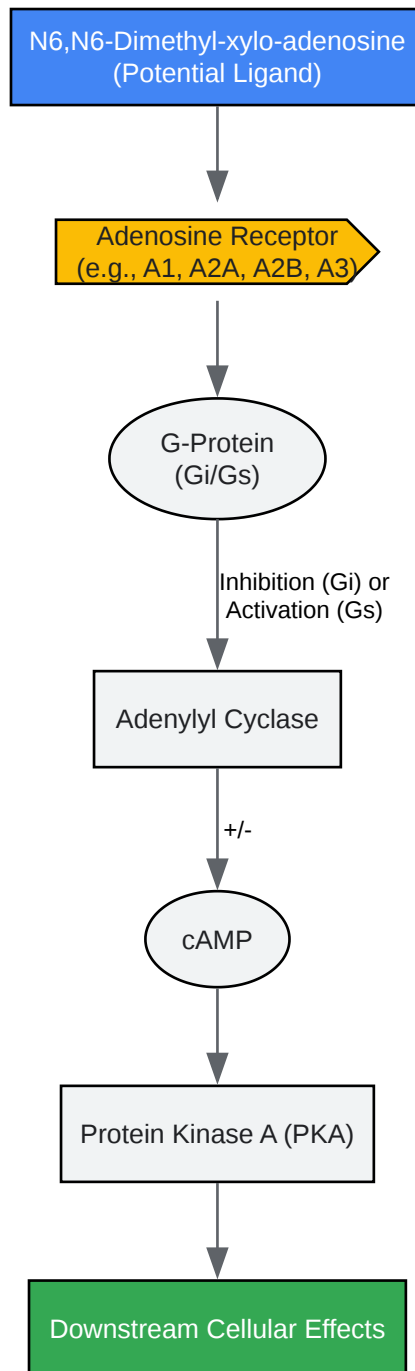 N6,N6-Dimethyl-xylo-adenosine
(Potential Ligand)
Adenosine Receptor
(e.g., A1, A2A, A2B, A3)
G-Protein
(Gi/Gs)
Inhibition (Gi) or
Activation (Gs)
Adenylyl Cyclase
+/-
cAMP
Protein Kinase A (PKA)
Downstream Cellular Effects